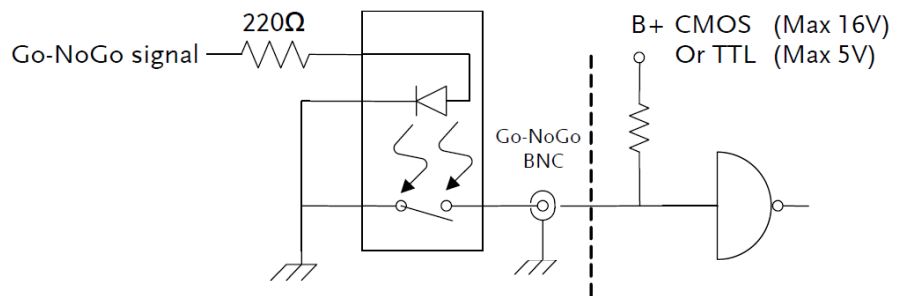 220Ω
Go-NoGo signal
B+ CMOS (Max 16V)
Or TTL (Max 5V)
Go-NoGo
BNC